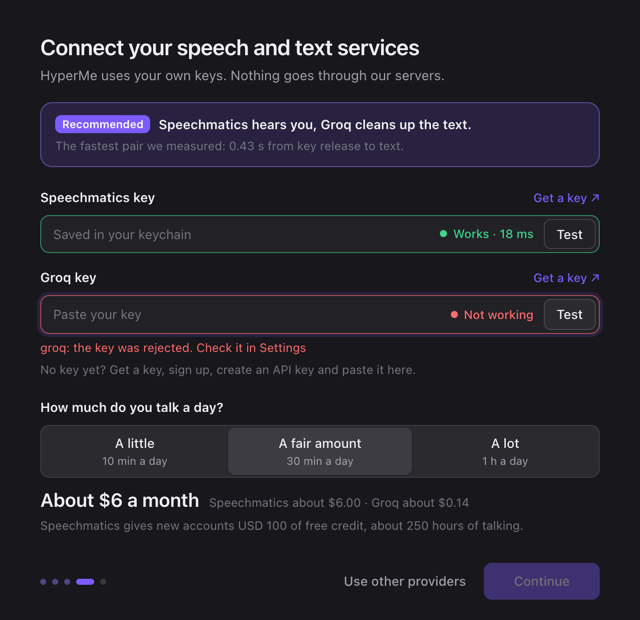 Connect your speech and text services
HyperMe uses your own keys. Nothing goes through our servers.
Recommended Speechmatics hears you, Groq cleans up the text.
The fastest pair we measured: 0.43 s from key release to text.
Speechmatics key Get a key ↗
Saved in your keychain Works · 18 ms Test
Groq key Get a key ↗
Paste your key Not working Test
groq: the key was rejected. Check it in Settings
No key yet? Get a key, sign up, create an API key and paste it here.
How much do you talk a day?
A little A fair amount A lot
10 min a day 30 min a day 1 h a day
About $6 a month Speechmatics about $6.00 · Groq about $0.14
Speechmatics gives new accounts USD 100 of free credit, about 250 hours of talking.
Use other providers Continue